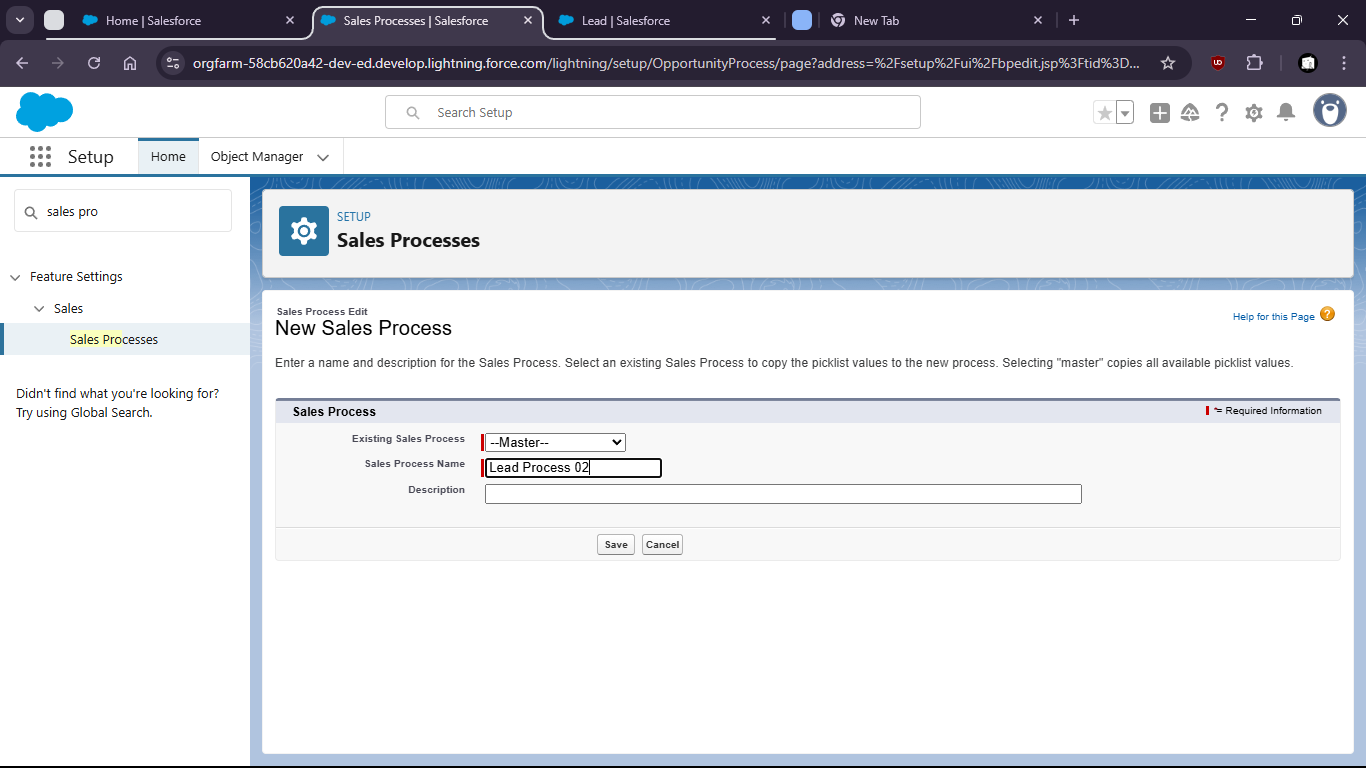 Home | Salesforce
Sales Processes | Salesforce
Lead | Salesforce
New Tab
orgfarm-58cb620a42-dev-ed.develop.lightning.force.com/lightning/setup/OpportunityProcess/page?address=%2Fsetup%2Fui%2Fbpedit.jsp%3Ftid%3D...
Search Setup
Setup
Home
Object Manager
sales pro
Feature Settings
Sales
Sales Processes
Didn't find what you're looking for?
Try using Global Search.
SETUP
Sales Processes
Sales Process Edit
New Sales Process
Help for this Page
Enter a name and description for the Sales Process. Select an existing Sales Process to copy the picklist values to the new process. Selecting "master" copies all available picklist values.
Sales Process
= Required Information
Existing Sales Process
--Master--
Sales Process Name
Lead Process 02
Description
Save
Cancel